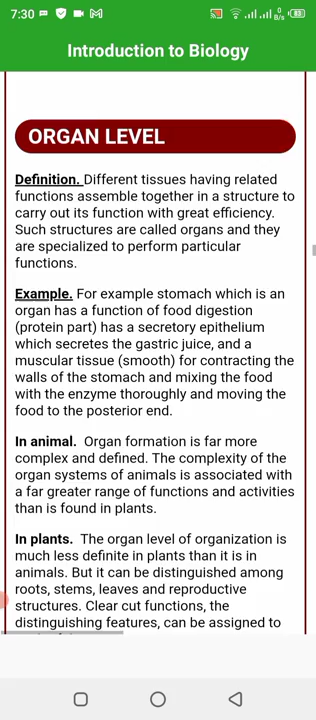 7:30
0
B/s
83
Introduction to Biology
ORGAN LEVEL
Definition. Different tissues having related
functions assemble together in a structure to
carry out its function with great efficiency.
Such structures are called organs and they
are specialized to perform particular
functions.
Example. For example stomach which is an
organ has a function of food digestion
(protein part) has a secretory epithelium
which secretes the gastric juice, and a
muscular tissue (smooth) for contracting the
walls of the stomach and mixing the food
with the enzyme thoroughly and moving the
food to the posterior end.
In animal. Organ formation is far more
complex and defined. The complexity of the
organ systems of animals is associated with
a far greater range of functions and activities
than is found in plants.
In plants. The organ level of organization is
much less definite in plants than it is in
animals. But it can be distinguished among
roots, stems, leaves and reproductive
structures. Clear cut functions, the
distinguishing features, can be assigned to